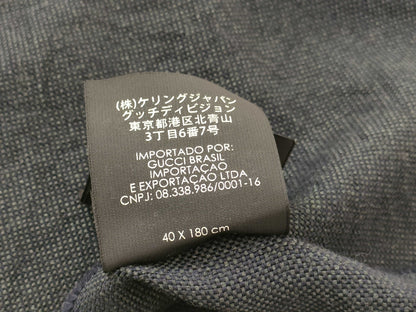 (株)ケリングジャパン
グッチディビジョン
東京都港区北青山
3丁目6番7号
IMPORTADO POR:
GUCCI BRASIL
IMPORTAÇÃO
E EXPORTAÇÃO LTDA
CNPJ: 08.338.986/0001-16
40 X 180 cm